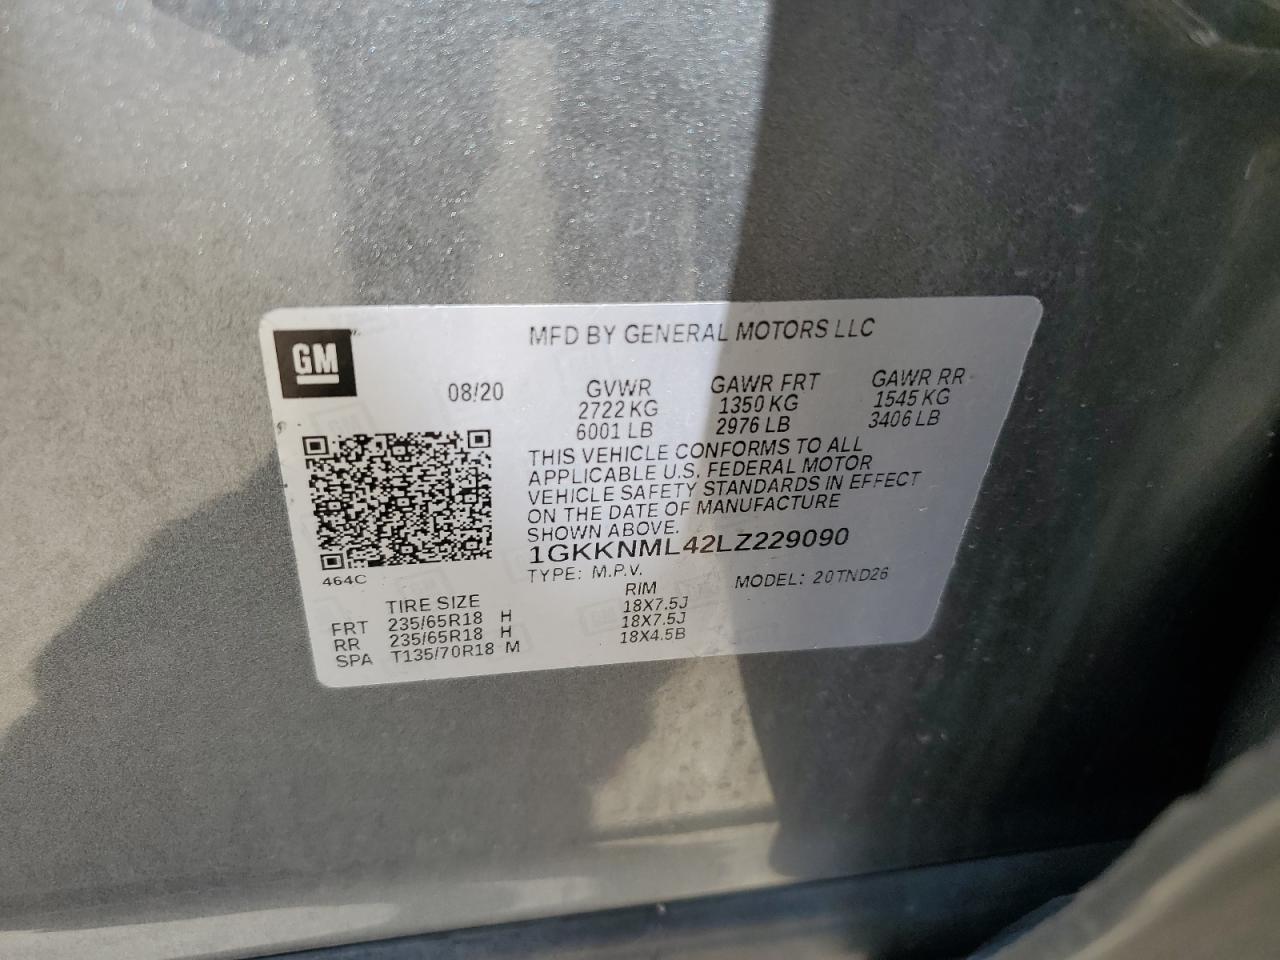 GM
MFD BY GENERAL MOTORS LLC
08/20
GVWR GAWR FRT GAWR RR
2722 KG 1350 KG 1545 KG
6001 LB 2976 LB 3406 LB
THIS VEHICLE CONFORMS TO ALL
APPLICABLE U.S. FEDERAL MOTOR
VEHICLE SAFETY STANDARDS IN EFFECT
ON THE DATE OF MANUFACTURE
SHOWN ABOVE.
1GKKNML42LZ229090
TYPE: M.P.V. MODEL: 20TND26
464C
TIRE SIZE RIM
FRT 235/65R18 H 18X7.5J
RR 235/65R18 H 18X7.5J
SPA T135/70R18 M 18X4.5B